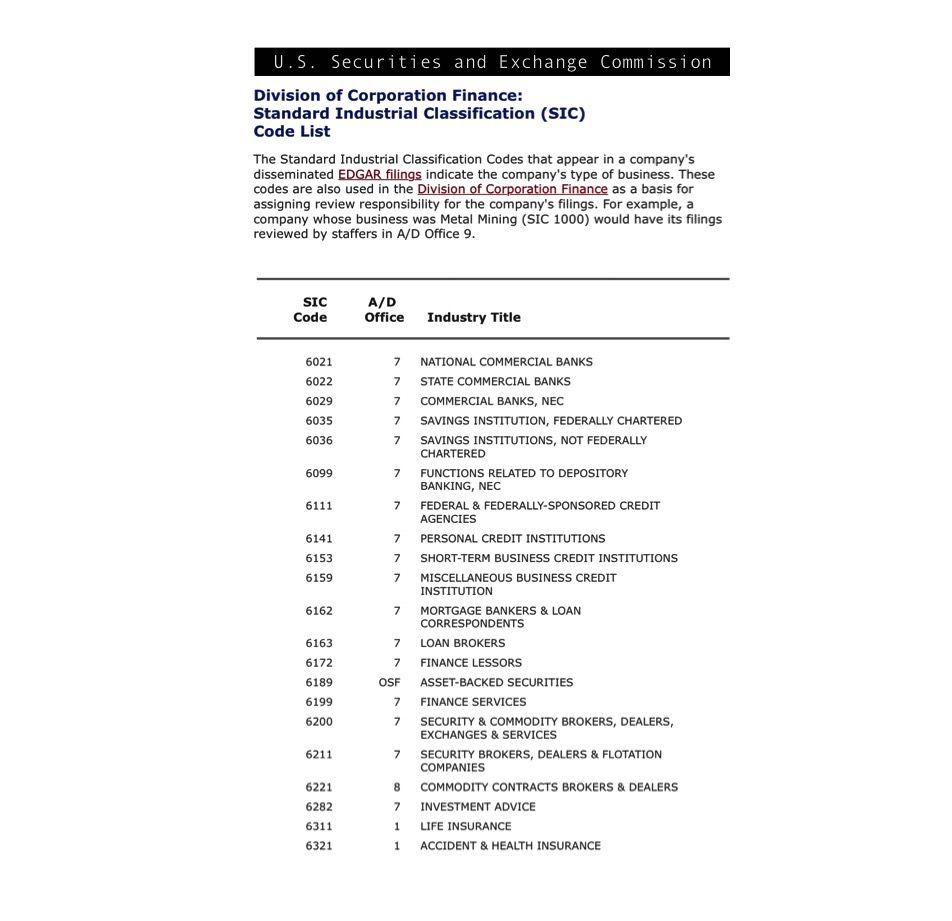 U.S. Securities and Exchange Commission
Division of Corporation Finance:
Standard Industrial Classification (SIC)
Code List
The Standard Industrial Classification Codes that appear in a company's
disseminated EDGAR filings indicate the company's type of business. These
codes are also used in the Division of Corporation Finance as a basis for
assigning review responsibility for the company's filings. For example, a
company whose business was Metal Mining (SIC 1000) would have its filings
reviewed by staffers in A/D Office 9.
SIC A/D
Code Office Industry Title
6021 7 NATIONAL COMMERCIAL BANKS
6022 7 STATE COMMERCIAL BANKS
6029 7 COMMERCIAL BANKS, NEC
6035 7 SAVINGS INSTITUTION, FEDERALLY CHARTERED
6036 7 SAVINGS INSTITUTIONS, NOT FEDERALLY
CHARTERED
6099 7 FUNCTIONS RELATED TO DEPOSITORY
BANKING, NEC
6111 7 FEDERAL & FEDERALLY-SPONSORED CREDIT
AGENCIES
6141 7 PERSONAL CREDIT INSTITUTIONS
6153 7 SHORT-TERM BUSINESS CREDIT INSTITUTIONS
6159 7 MISCELLANEOUS BUSINESS CREDIT
INSTITUTION
6162 7 MORTGAGE BANKERS & LOAN
CORRESPONDENTS
6163 7 LOAN BROKERS
6172 7 FINANCE LESSORS
6189 OSF ASSET-BACKED SECURITIES
6199 7 FINANCE SERVICES
6200 7 SECURITY & COMMODITY BROKERS, DEALERS,
EXCHANGES & SERVICES
6211 7 SECURITY BROKERS, DEALERS & FLOTATION
COMPANIES
6221 8 COMMODITY CONTRACTS BROKERS & DEALERS
6282 7 INVESTMENT ADVICE
6311 1 LIFE INSURANCE
6321 1 ACCIDENT & HEALTH INSURANCE